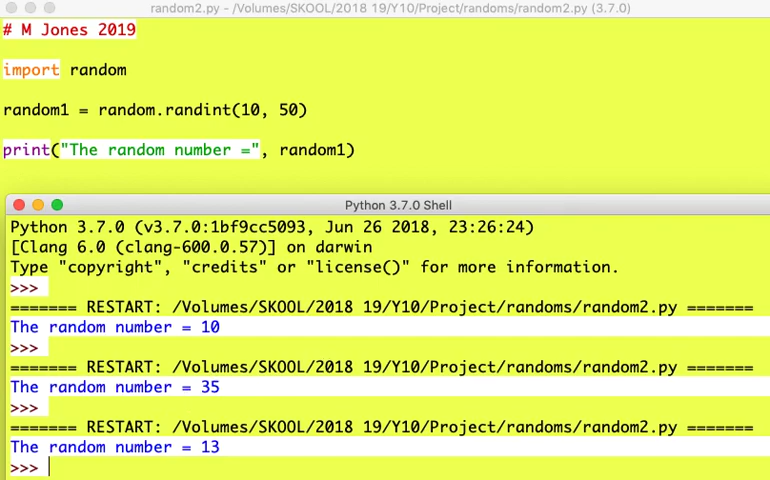 random2.py - /Volumes/SKOOL/2018 19/Y10/Project/randoms/random2.py (3.7.0)
# M Jones 2019
import random
random1 = random.randint(10, 50)
print("The random number =", random1)
Python 3.7.0 Shell
Python 3.7.0 (v3.7.0:1bf9cc5093, Jun 26 2018, 23:26:24)
[Clang 6.0 (clang-600.0.57)] on darwin
Type "copyright", "credits" or "license()" for more information.
>>>
======= RESTART: /Volumes/SKOOL/2018 19/Y10/Project/randoms/random2.py =======
The random number = 10
>>>
======= RESTART: /Volumes/SKOOL/2018 19/Y10/Project/randoms/random2.py =======
The random number = 35
>>>
======= RESTART: /Volumes/SKOOL/2018 19/Y10/Project/randoms/random2.py =======
The random number = 13
>>>